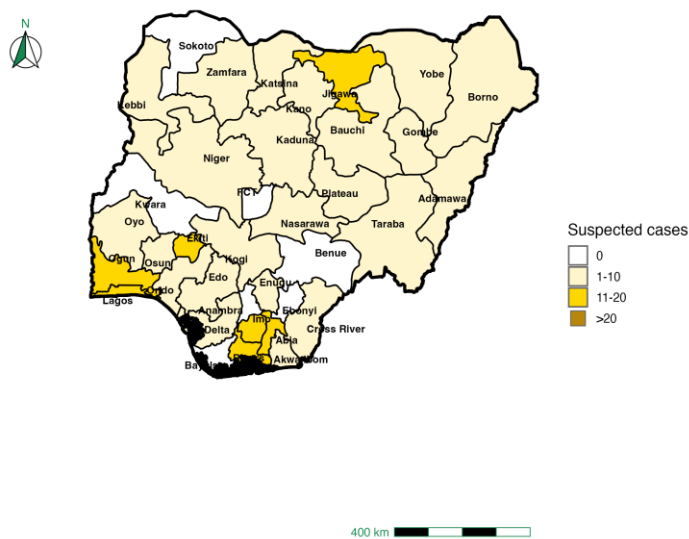 N
Sokoto
Zamfara
Katsina
Jigawa
Yobe
Borno
Kebbi
Kano
Bauchi
Gombe
Kaduna
Niger
FCT
Plateau
Adamawa
Kwara
Oyo
Nasarawa
Taraba
Ekiti
Benue
Ogun
Osun
Kogi
Edo
Enugu
Ondo
Lagos
Anambra
Ebonyi
Imo
Delta
Cross River
Abia
Suspected cases
0
1-10
11-20
>20
400 km